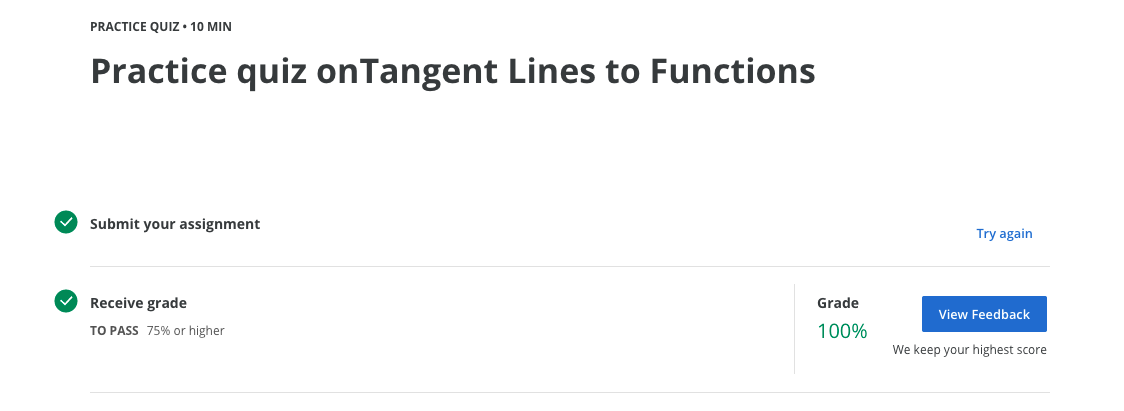 PRACTICE QUIZ • 10 MIN
Practice quiz onTangent Lines to Functions
Submit your assignment
Try again
Receive grade
TO PASS 75% or higher
Grade
100%
View Feedback
We keep your highest score